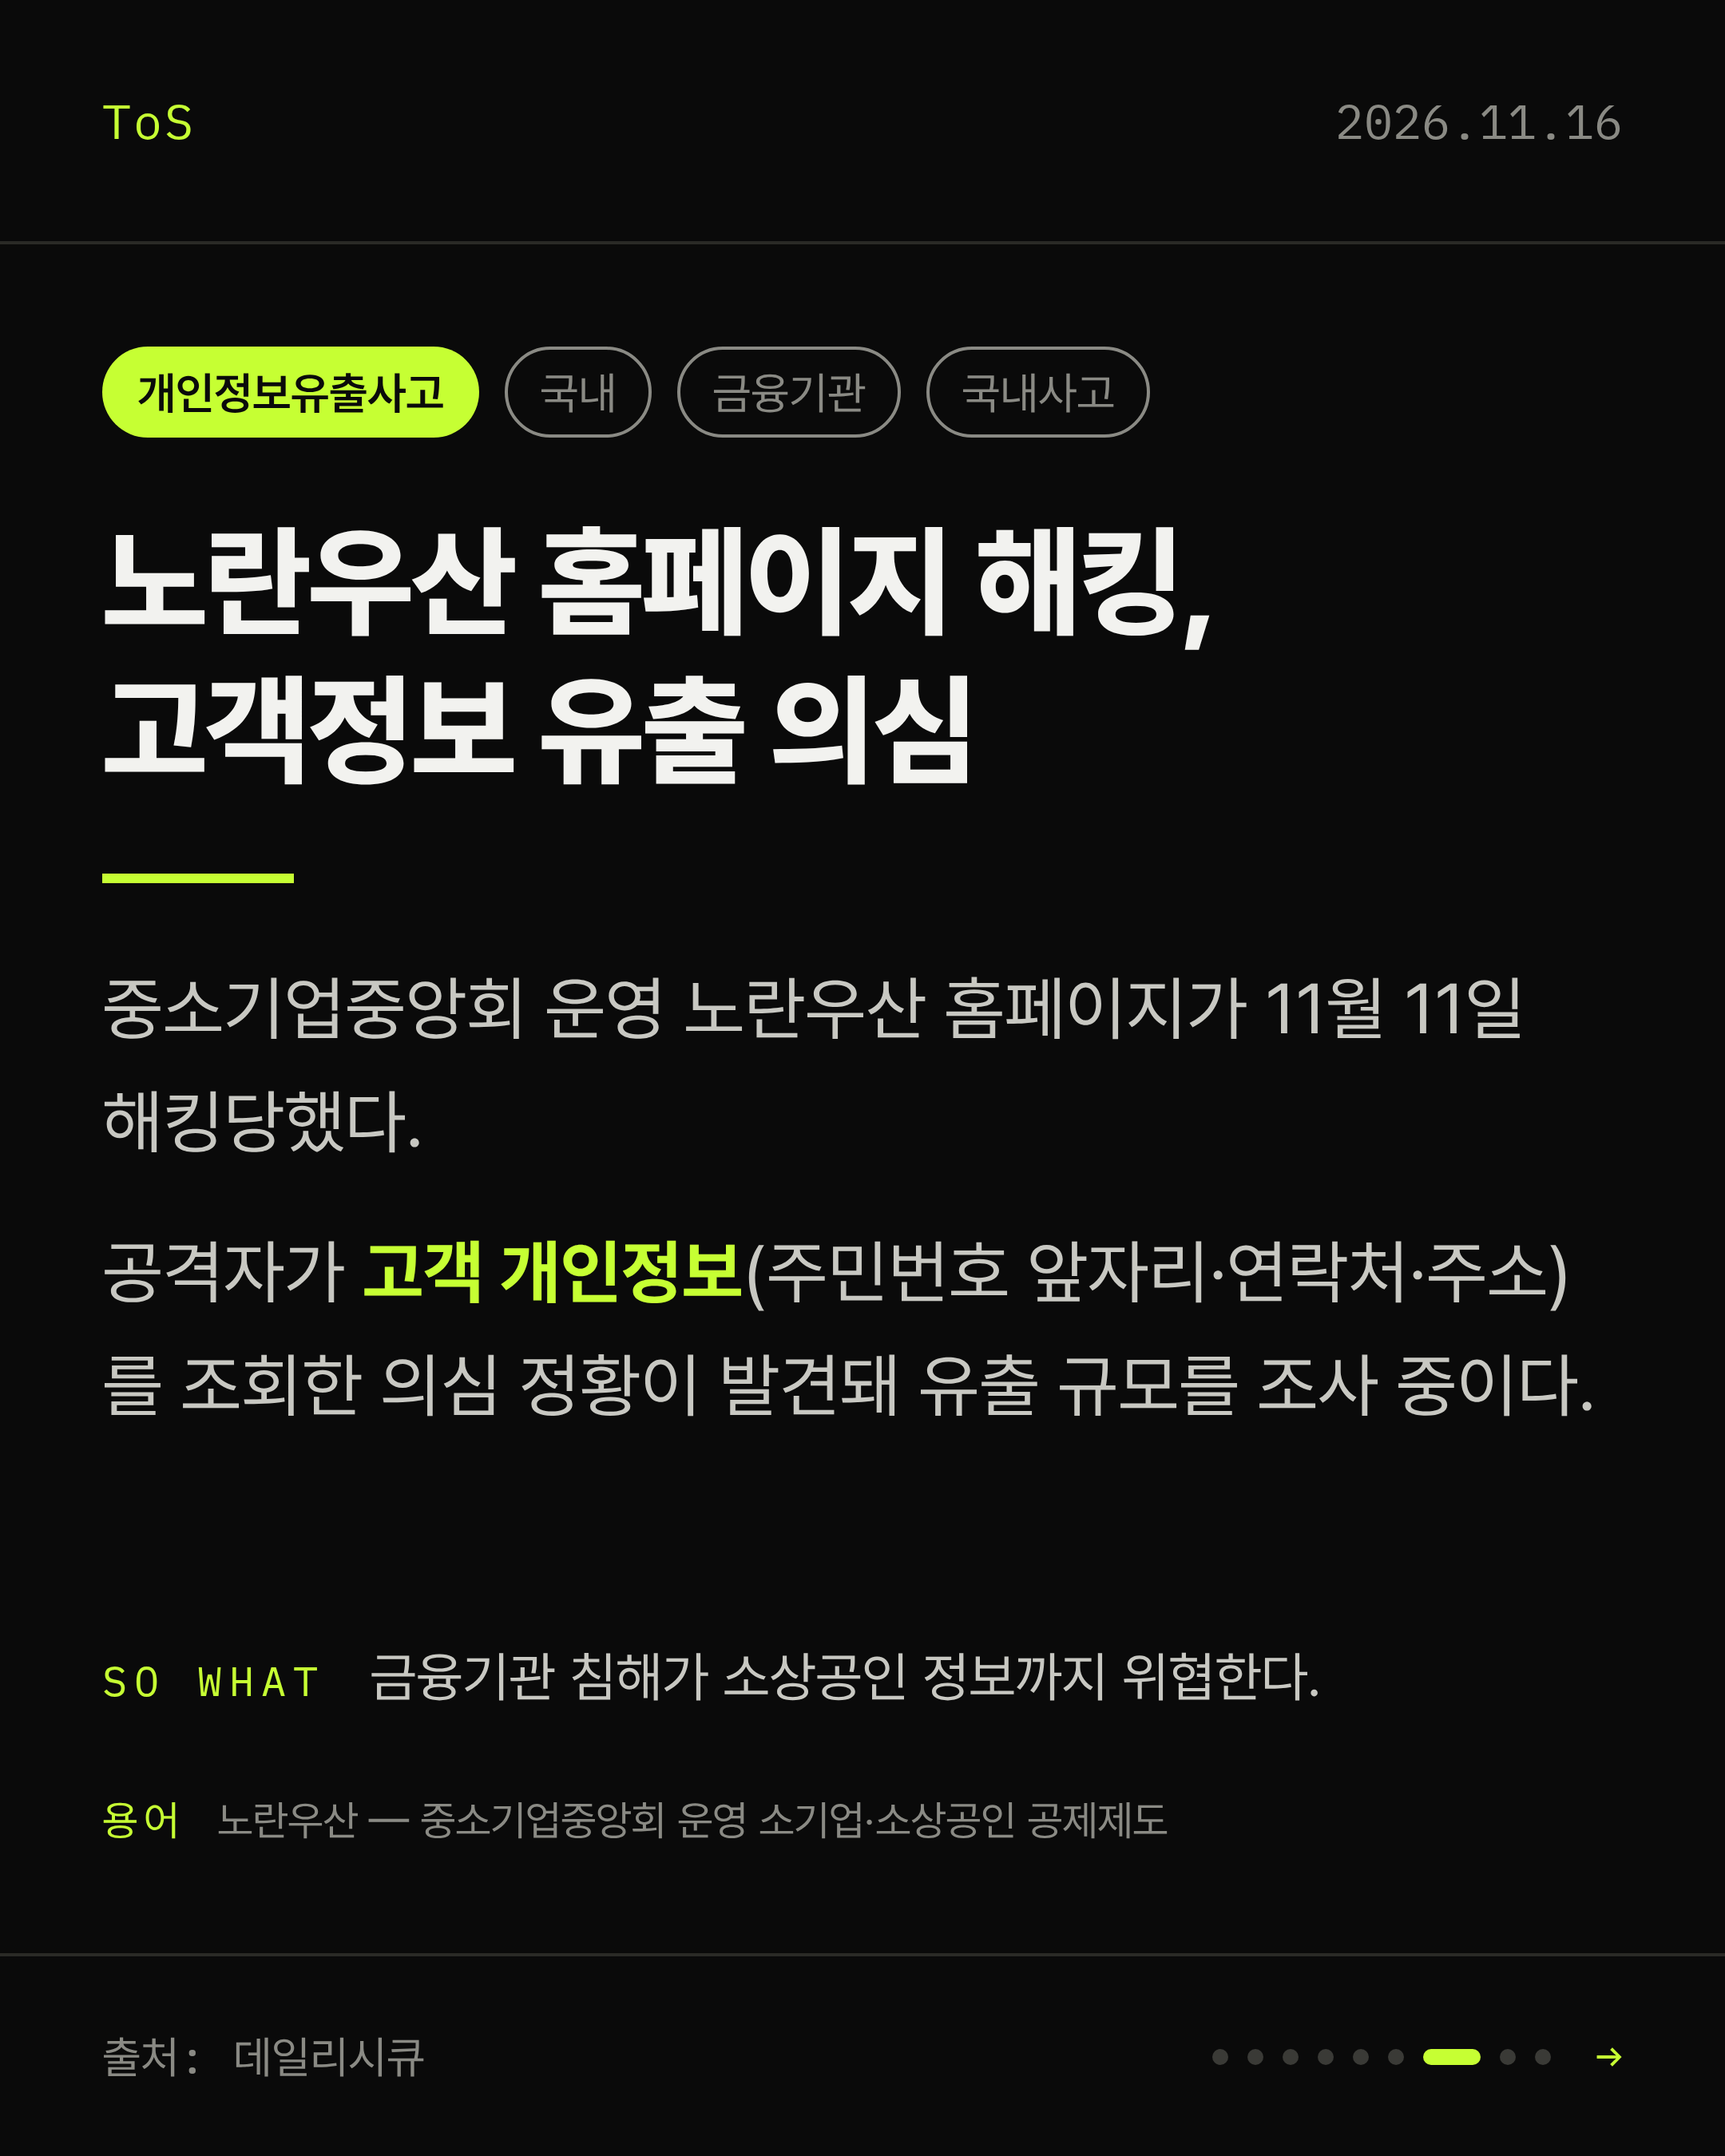 ToS
2026.11.16
개인정보유출사고 국내 금융기관 국내사고
노란우산 홈페이지 해킹,
고객정보 유출 의심
중소기업중앙회 운영 노란우산 홈페이지가 11월 11일
해킹당했다.
공격자가 고객 개인정보(주민번호 앞자리·연락처·주소)
를 조회한 의심 정황이 발견돼 유출 규모를 조사 중이다.
SO WHAT 금융기관 침해가 소상공인 정보까지 위협한다.
용어 노란우산 — 중소기업중앙회 운영 소기업·소상공인 공제제도
출처: 데일리시큐
→